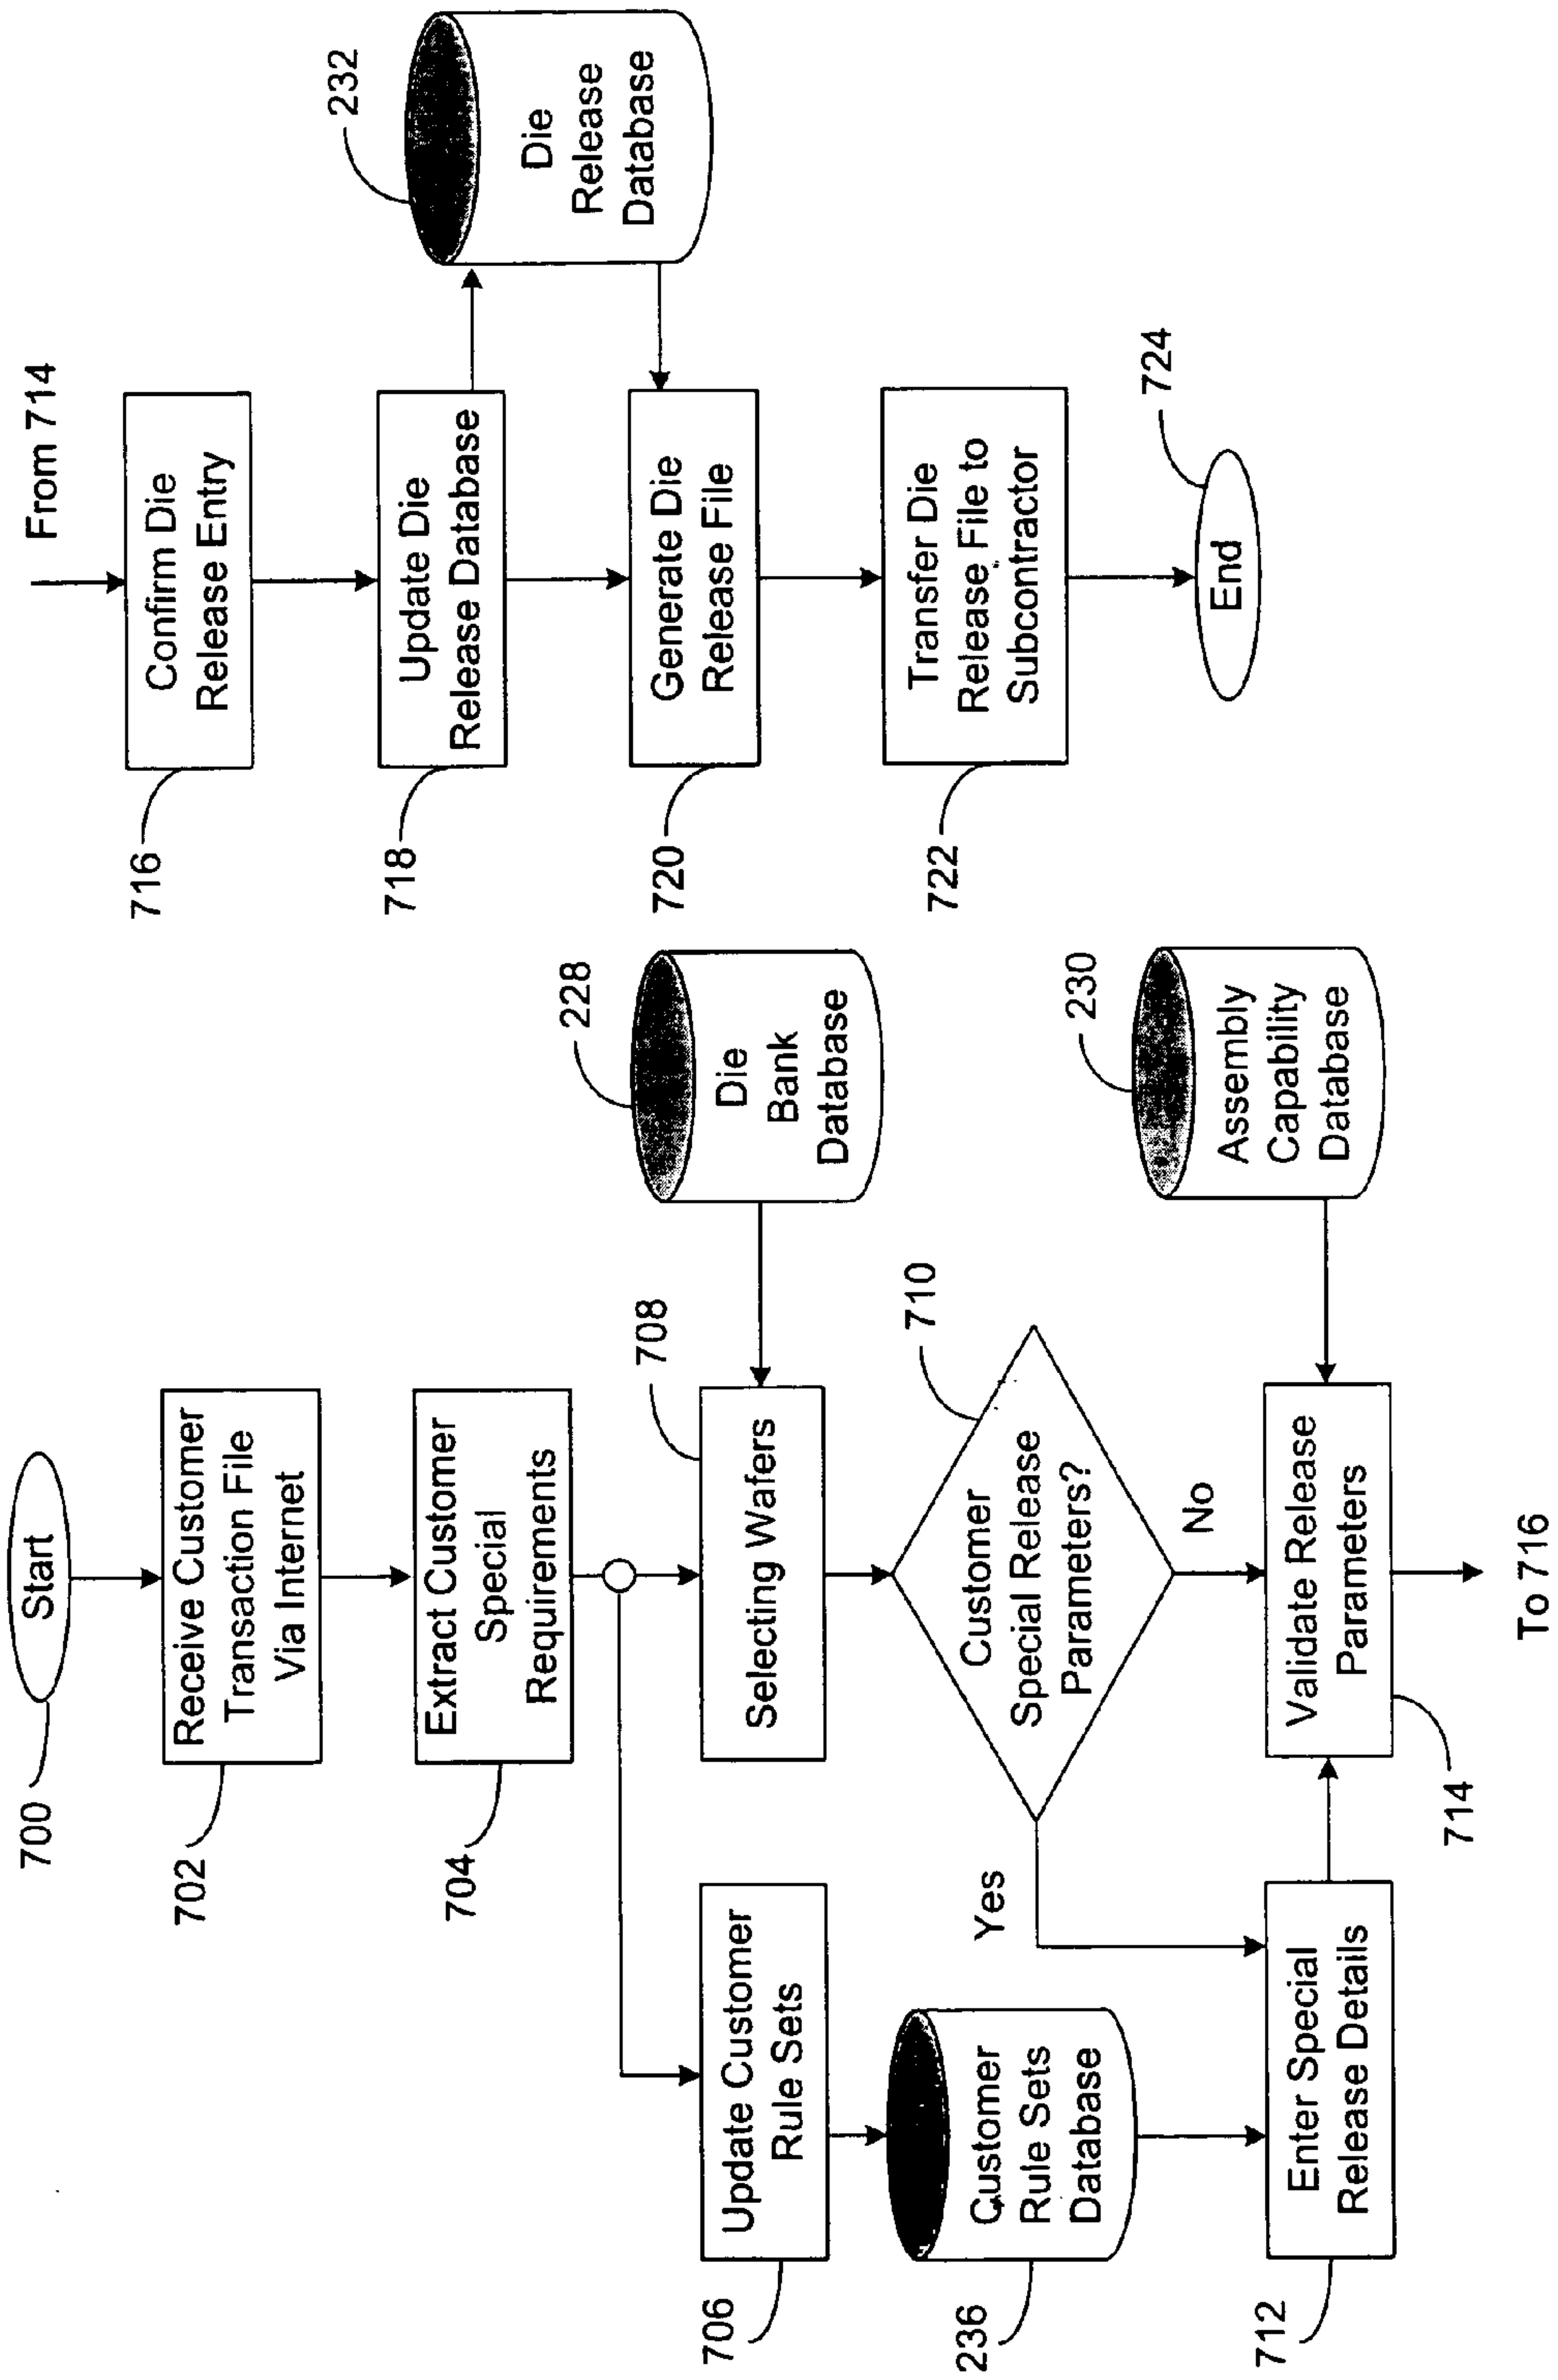 700
Start
702
Receive Customer
Transaction File
Via Internet
704
Extract Customer
Special
Requirements
706
Update Customer
Rule Sets
708
Selecting Wafers
228
Die
Bank
Database
236
Customer
Rule Sets
Database
Yes
710
Customer
Special Release
Parameters?
No
230
Assembly
Capability
Database
712
Enter Special
Release Details
714
Validate Release
Parameters
To 716
From 714
716
Confirm Die
Release Entry
718
Update Die
Release Database
232
Die
Release
Database
720
Generate Die
Release File
722
Transfer Die
Release File to
Subcontractor
724
End